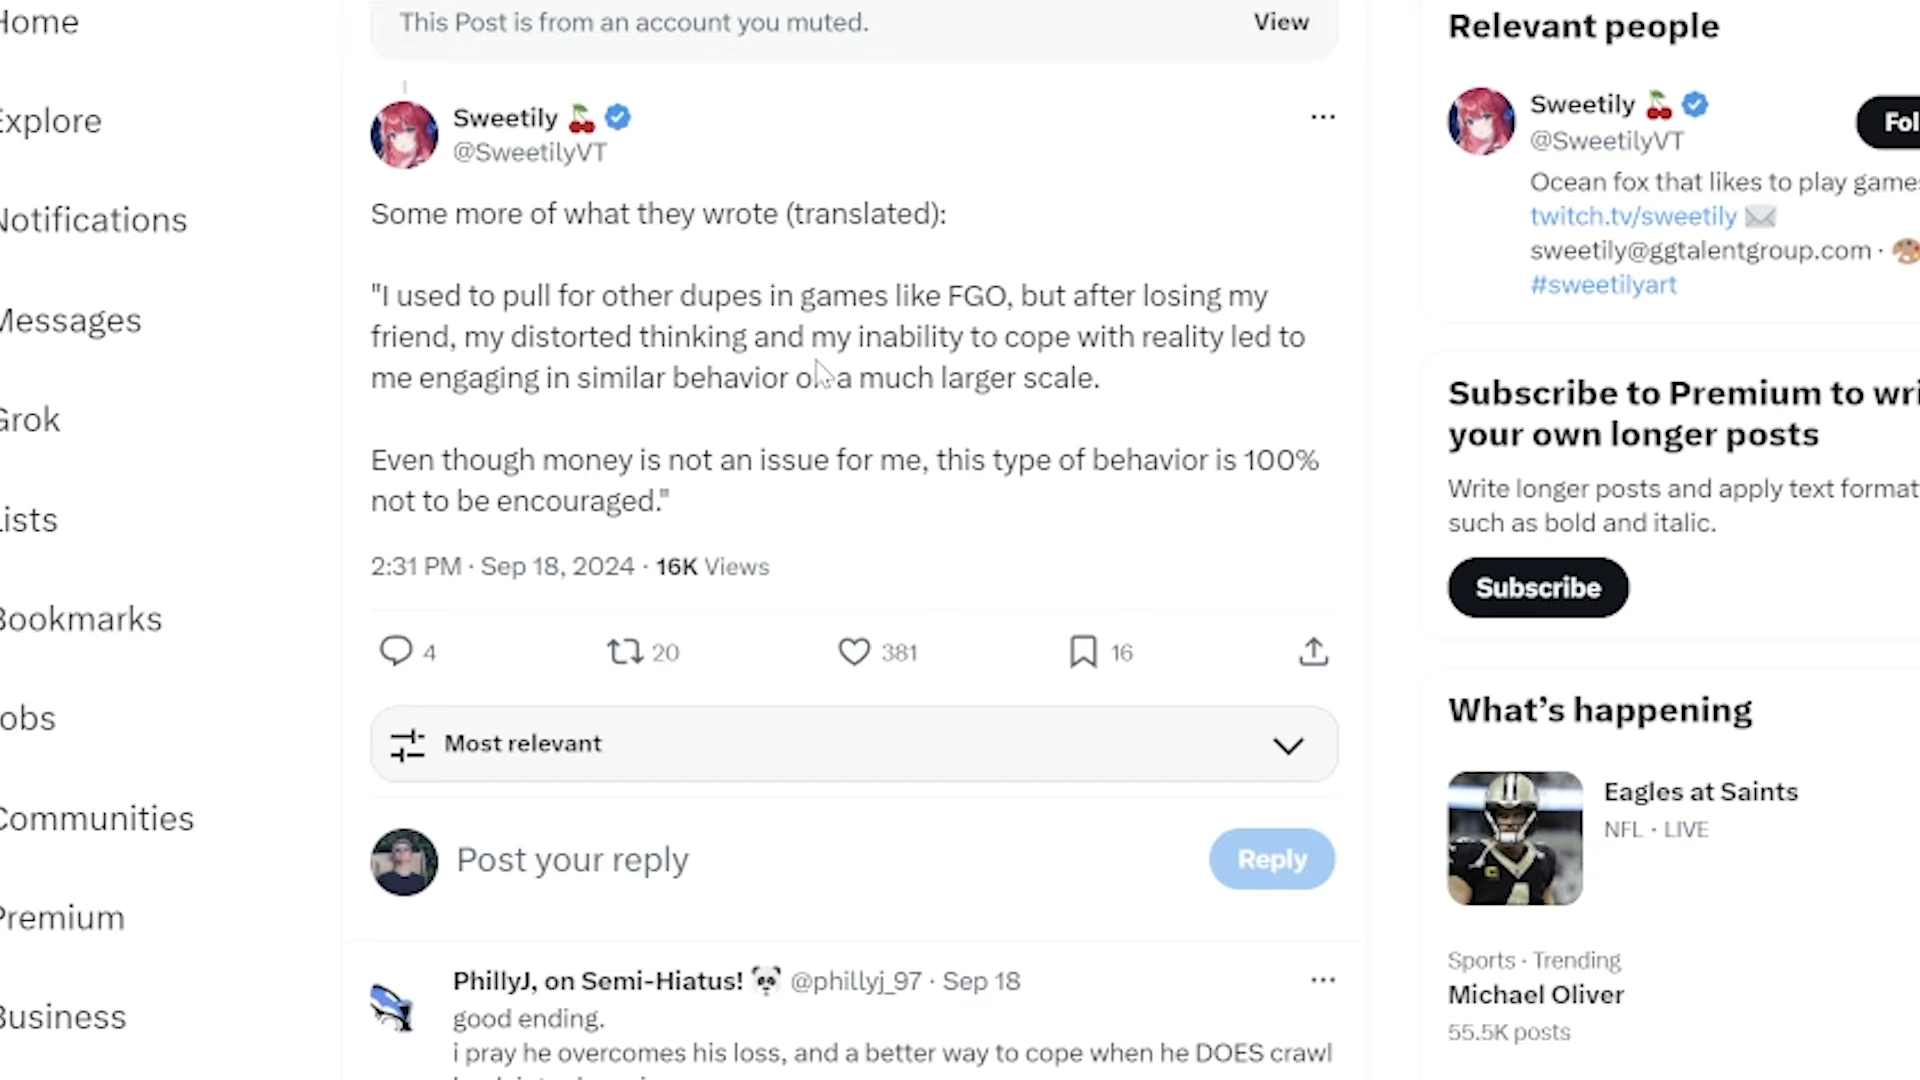 This Post is from an account you muted.
View
Sweetily
@SweetilyVT
Some more of what they wrote (translated):
"I used to pull for other dupes in games like FGO, but after losing my
friend, my distorted thinking and my inability to cope with reality led to
me engaging in similar behavior on a much larger scale.
Even though money is not an issue for me, this type of behavior is 100%
not to be encouraged."
2:31 PM · Sep 18, 2024 · 16K Views
4 20 381 16
Most relevant
Post your reply
Reply
PhillyJ, on Semi-Hiatus! @phillyj_97 · Sep 18
good ending.
i pray he overcomes his loss, and a better way to cope when he DOES crawl
Home
Explore
Notifications
Messages
Grok
Lists
Bookmarks
Jobs
Communities
Premium
Business
Relevant people
Sweetily
@SweetilyVT
Fol
Ocean fox that likes to play game
twitch.tv/sweetily
sweetily@ggtalentgroup.com ·
#sweetilyart
Subscribe to Premium to wri
your own longer posts
Write longer posts and apply text format
such as bold and italic.
Subscribe
What's happening
Eagles at Saints
NFL · LIVE
Sports · Trending
Michael Oliver
55.5K posts